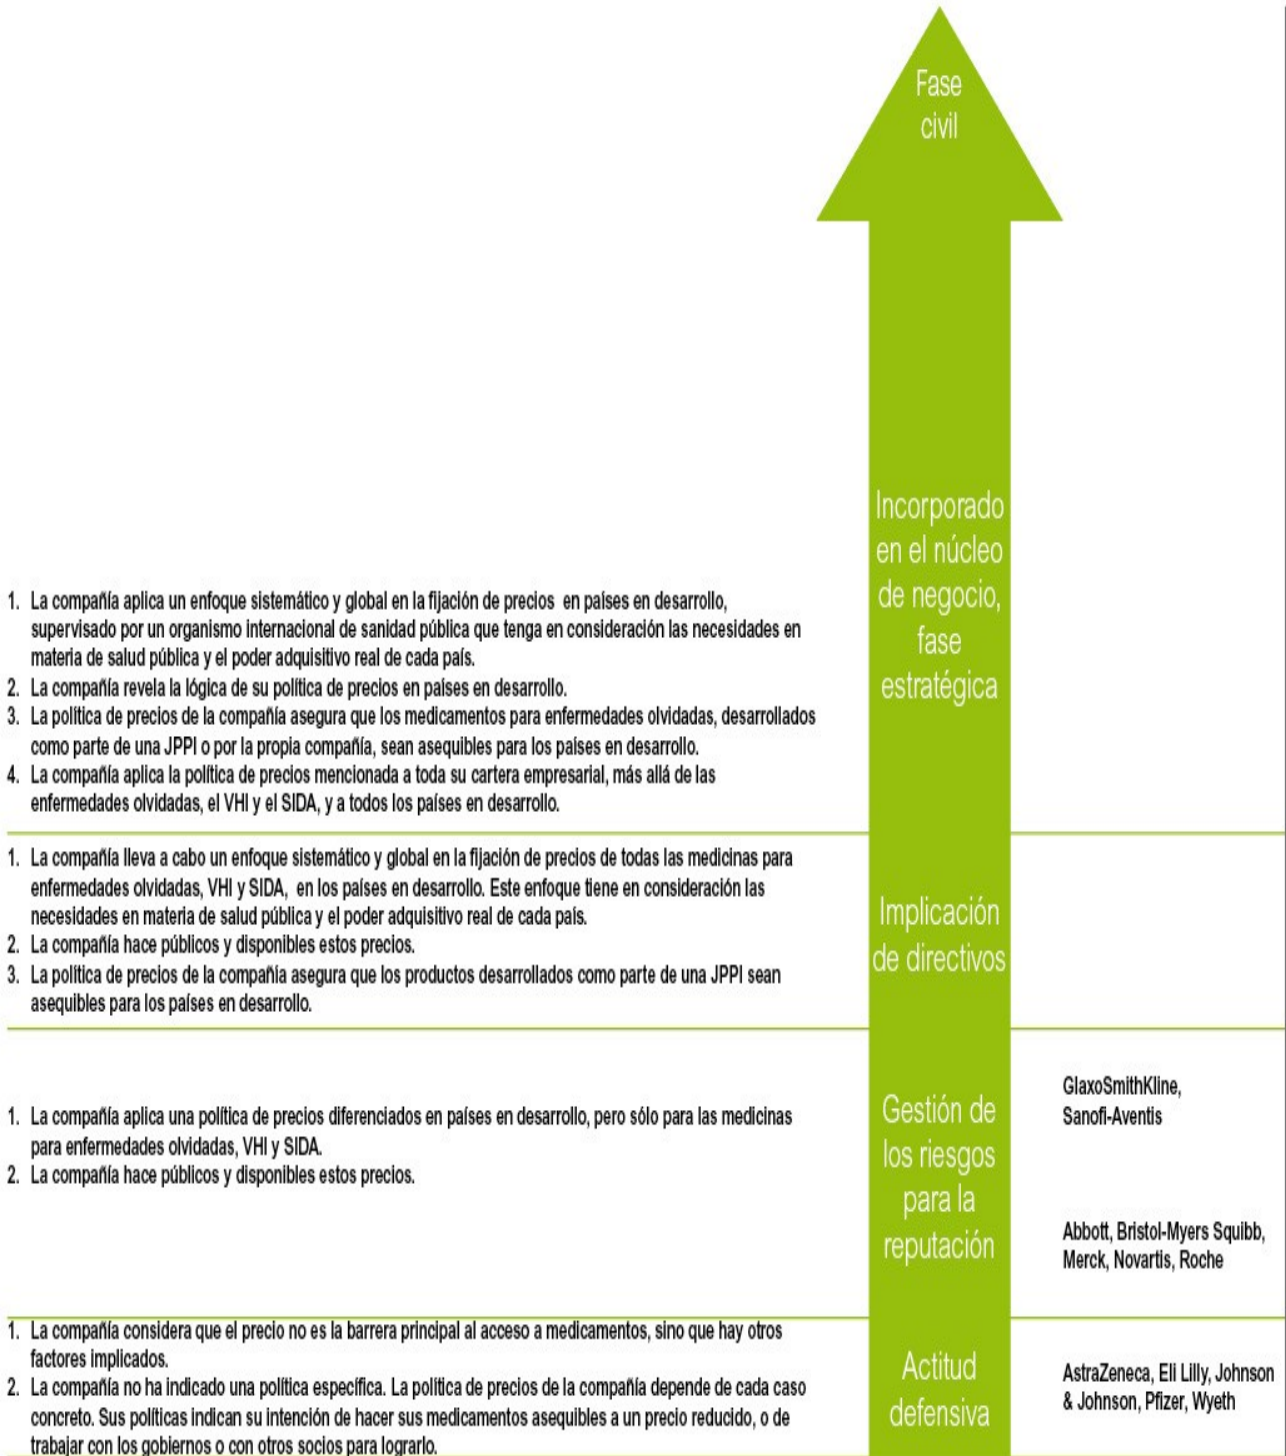 Fase
civil
Incorporado
en el núcleo
de negocio,
fase
estratégica
1. La compañía aplica un enfoque sistemático y global en la fijación de precios en países en desarrollo,
supervisado por un organismo internacional de sanidad pública que tenga en consideración las necesidades en
materia de salud pública y el poder adquisitivo real de cada país.
2. La compañía revela la lógica de su política de precios en países en desarrollo.
3. La política de precios de la compañía asegura que los medicamentos para enfermedades olvidadas, desarrollados
como parte de una JPPI o por la propia compañía, sean asequibles para los países en desarrollo.
4. La compañía aplica la política de precios mencionada a toda su cartera empresarial, más allá de las
enfermedades olvidadas, el VHI y el SIDA, y a todos los países en desarrollo.
1. La compañía lleva a cabo un enfoque sistemático y global en la fijación de precios de todas las medicinas para
enfermedades olvidadas, VHI y SIDA, en los países en desarrollo. Este enfoque tiene en consideración las
necesidades en materia de salud pública y el poder adquisitivo real de cada país.
2. La compañía hace públicos y disponibles estos precios.
3. La política de precios de la compañía asegura que los productos desarrollados como parte de una JPPI sean
asequibles para los países en desarrollo.
Implicación
de directivos
1. La compañía aplica una política de precios diferenciados en países en desarrollo, pero sólo para las medicinas
para enfermedades olvidadas, VHI y SIDA.
2. La compañía hace públicos y disponibles estos precios.
Gestión de
los riesgos
para la
reputación
GlaxoSmithKline,
Sanofi-Aventis
Abbott, Bristol-Myers Squibb,
Merck, Novartis, Roche
1. La compañía considera que el precio no es la barrera principal al acceso a medicamentos, sino que hay otros
factores implicados.
2. La compañía no ha indicado una política específica. La política de precios de la compañía depende de cada caso
concreto. Sus políticas indican su intención de hacer sus medicamentos asequibles a un precio reducido, o de
trabajar con los gobiernos o con otros socios para lograrlo.
Actitud
defensiva
AstraZeneca, Eli Lilly, Johnson
& Johnson, Pfizer, Wyeth